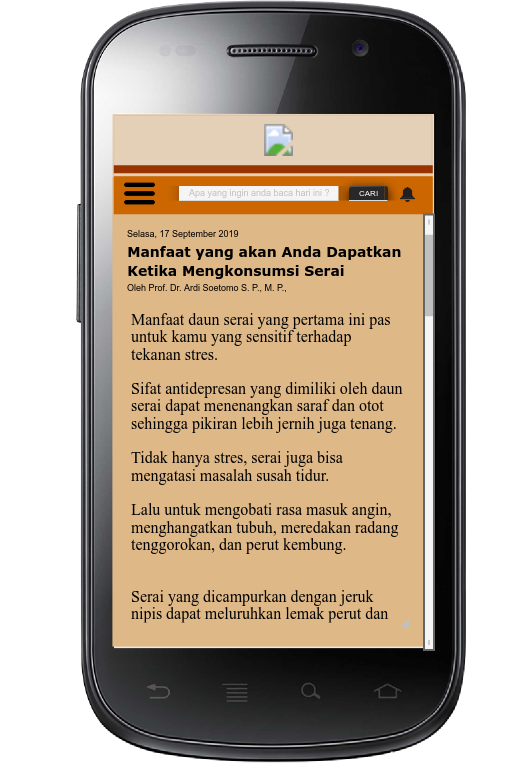 Apa yang ingin anda baca hari ini ?
CARI
Selasa, 17 September 2019
Manfaat yang akan Anda Dapatkan
Ketika Mengkonsumsi Serai
Oleh Prof. Dr. Ardi Soetomo S. P., M. P.,
Manfaat daun serai yang pertama ini pas
untuk kamu yang sensitif terhadap
tekanan stres.
Sifat antidepresan yang dimiliki oleh daun
serai dapat menenangkan saraf dan otot
sehingga pikiran lebih jernih juga tenang.
Tidak hanya stres, serai juga bisa
mengatasi masalah susah tidur.
Lalu untuk mengobati rasa masuk angin,
menghangatkan tubuh, meredakan radang
tenggorokan, dan perut kembung.
Serai yang dicampurkan dengan jeruk
nipis dapat meluruhkan lemak perut dan